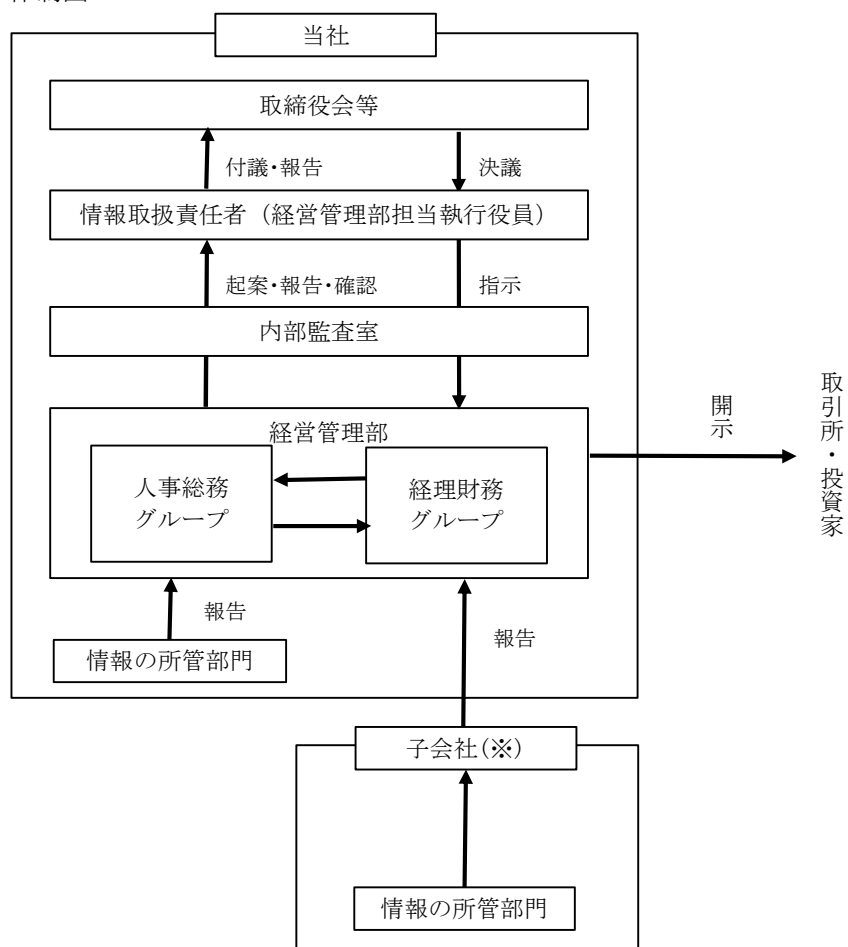 当社
取締役会等
付議・報告
決議
情報取扱責任者（経営管理部担当執行役員）
起案・報告・確認
指示
内部監査室
経営管理部
人事総務
グループ
経理財務
グループ
開示
取引所・投資家
報告
情報の所管部門
報告
子会社(※)
情報の所管部門